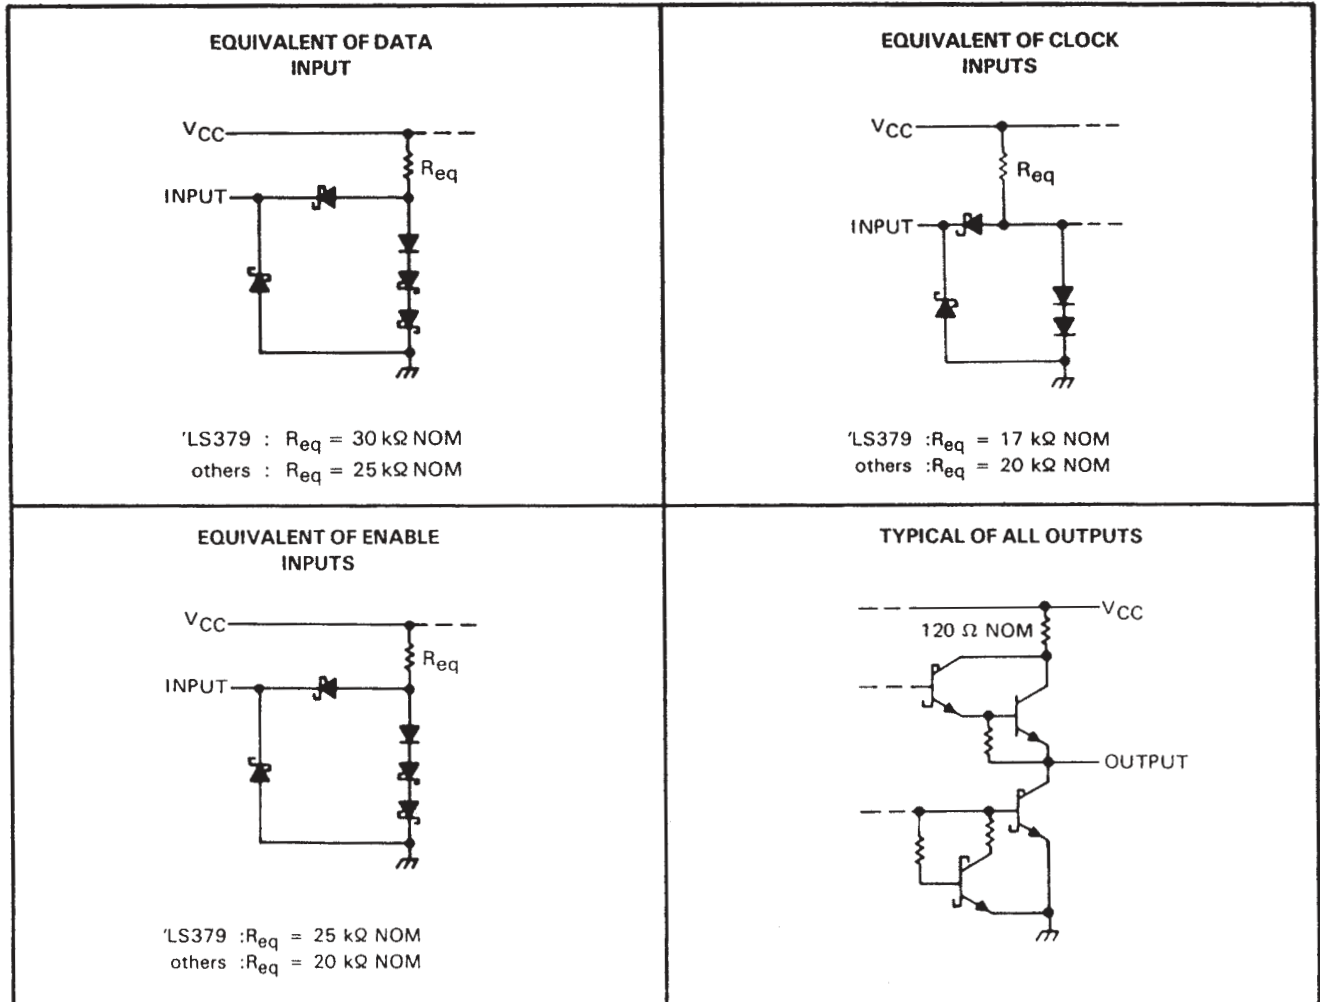 EQUIVALENT OF DATA
INPUT
VCC
Req
INPUT
'LS379 : Req = 30 kΩ NOM
others : Req = 25 kΩ NOM
EQUIVALENT OF CLOCK
INPUTS
VCC
Req
INPUT
'LS379 :Req = 17 kΩ NOM
others :Req = 20 kΩ NOM
EQUIVALENT OF ENABLE
INPUTS
VCC
Req
INPUT
'LS379 :Req = 25 kΩ NOM
others :Req = 20 kΩ NOM
TYPICAL OF ALL OUTPUTS
VCC
120 Ω NOM
OUTPUT